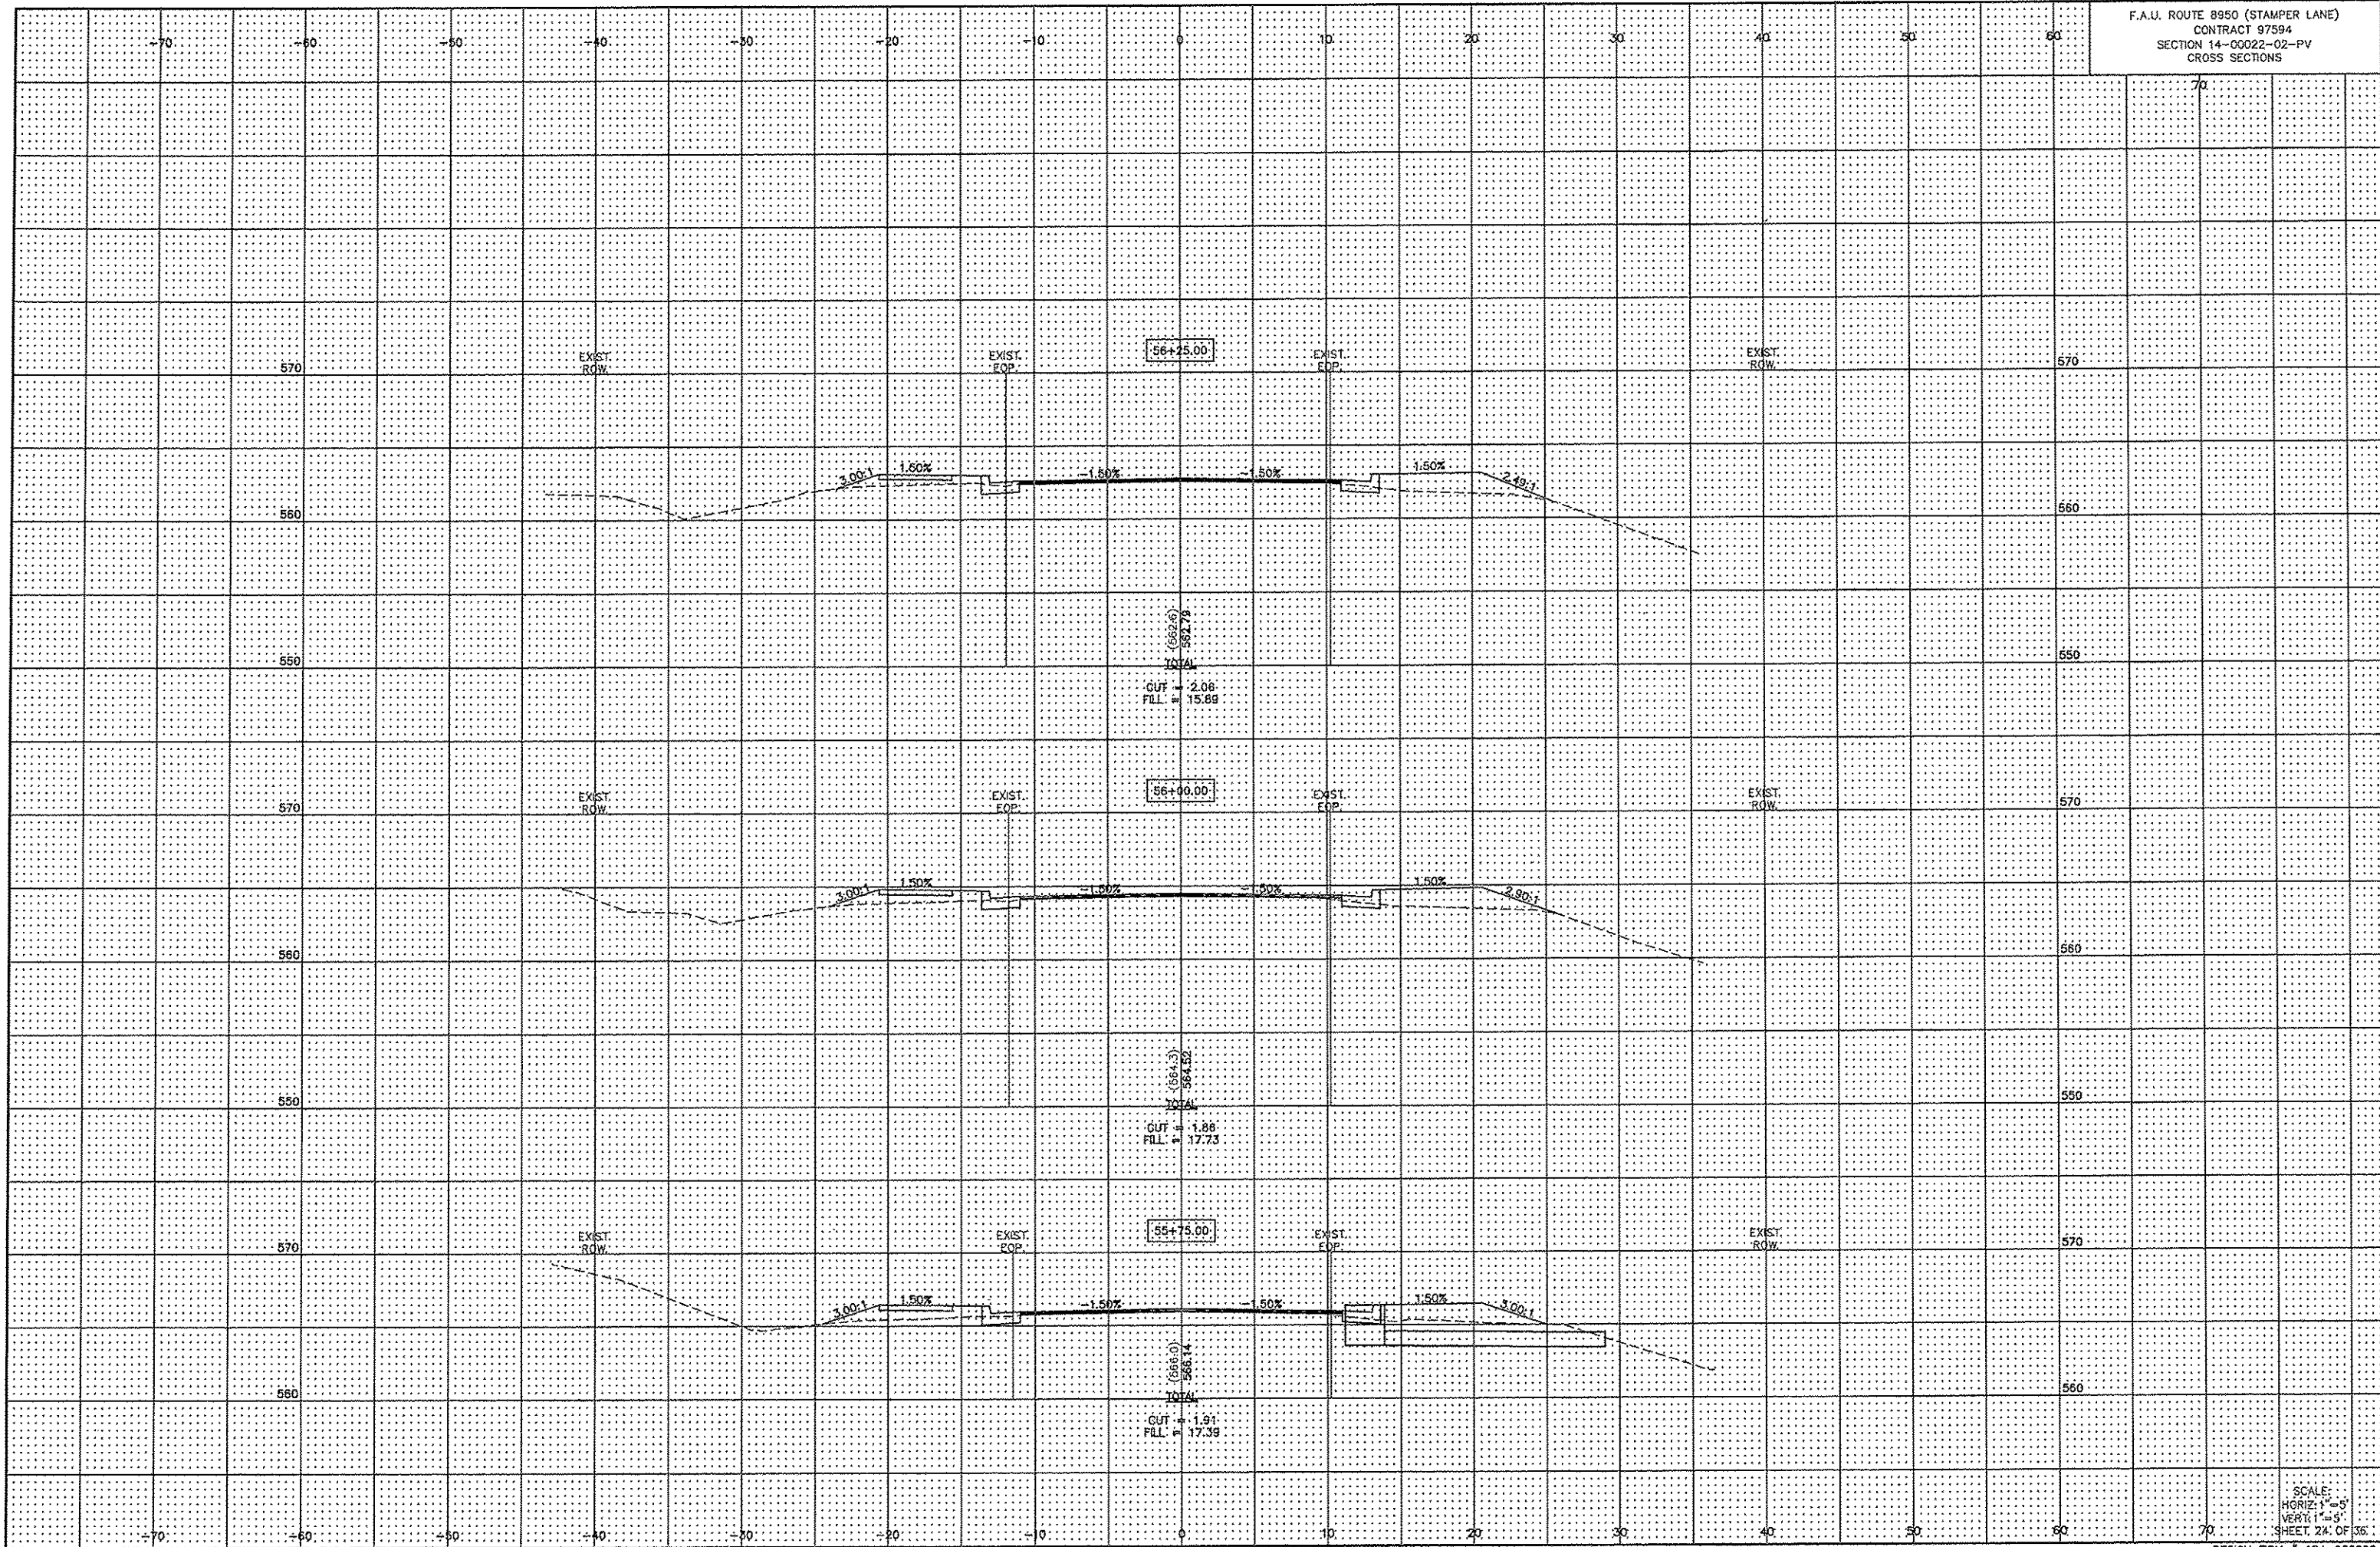 F.A.U. ROUTE 8950 (STAMPER LANE)
CONTRACT 97594
SECTION 14-00022-02-PV
CROSS SECTIONS
-70 -60 -50 -40 -30 -20 -10 0 10 20 30 40 50 60
70
56+25.00
EXIST. ROW. EXIST. EOP. EXIST. EOP. EXIST. ROW.
570 570
3.00:1 1.50% -1.50% -1.50% 1.50% 2.49:1
560 560
(562.6)
562.79
550 TOTAL 550
CUT = 2.06
FILL = 15.89
56+00.00
EXIST. ROW. EXIST. EOP. EXIST. EOP. EXIST. ROW.
570 570
3.00:1 1.50% -1.50% -1.50% 1.50% 2.90:1
560 560
(564.3)
564.52
550 TOTAL 550
CUT = 1.88
FILL = 17.73
55+75.00
EXIST. ROW. EXIST. EOP. EXIST. EOP. EXIST. ROW.
570 570
3.00:1 1.50% -1.50% -1.50% 1.50% 3.00:1
(566.0)
566.14
560 TOTAL 560
CUT = 1.91
FILL = 17.39
SCALE:
HORIZ: 1"=5'
VERT: 1"=5'
SHEET 24 OF 36
-70 -60 -50 -40 -30 -20 -10 0 10 20 30 40 50 60 70